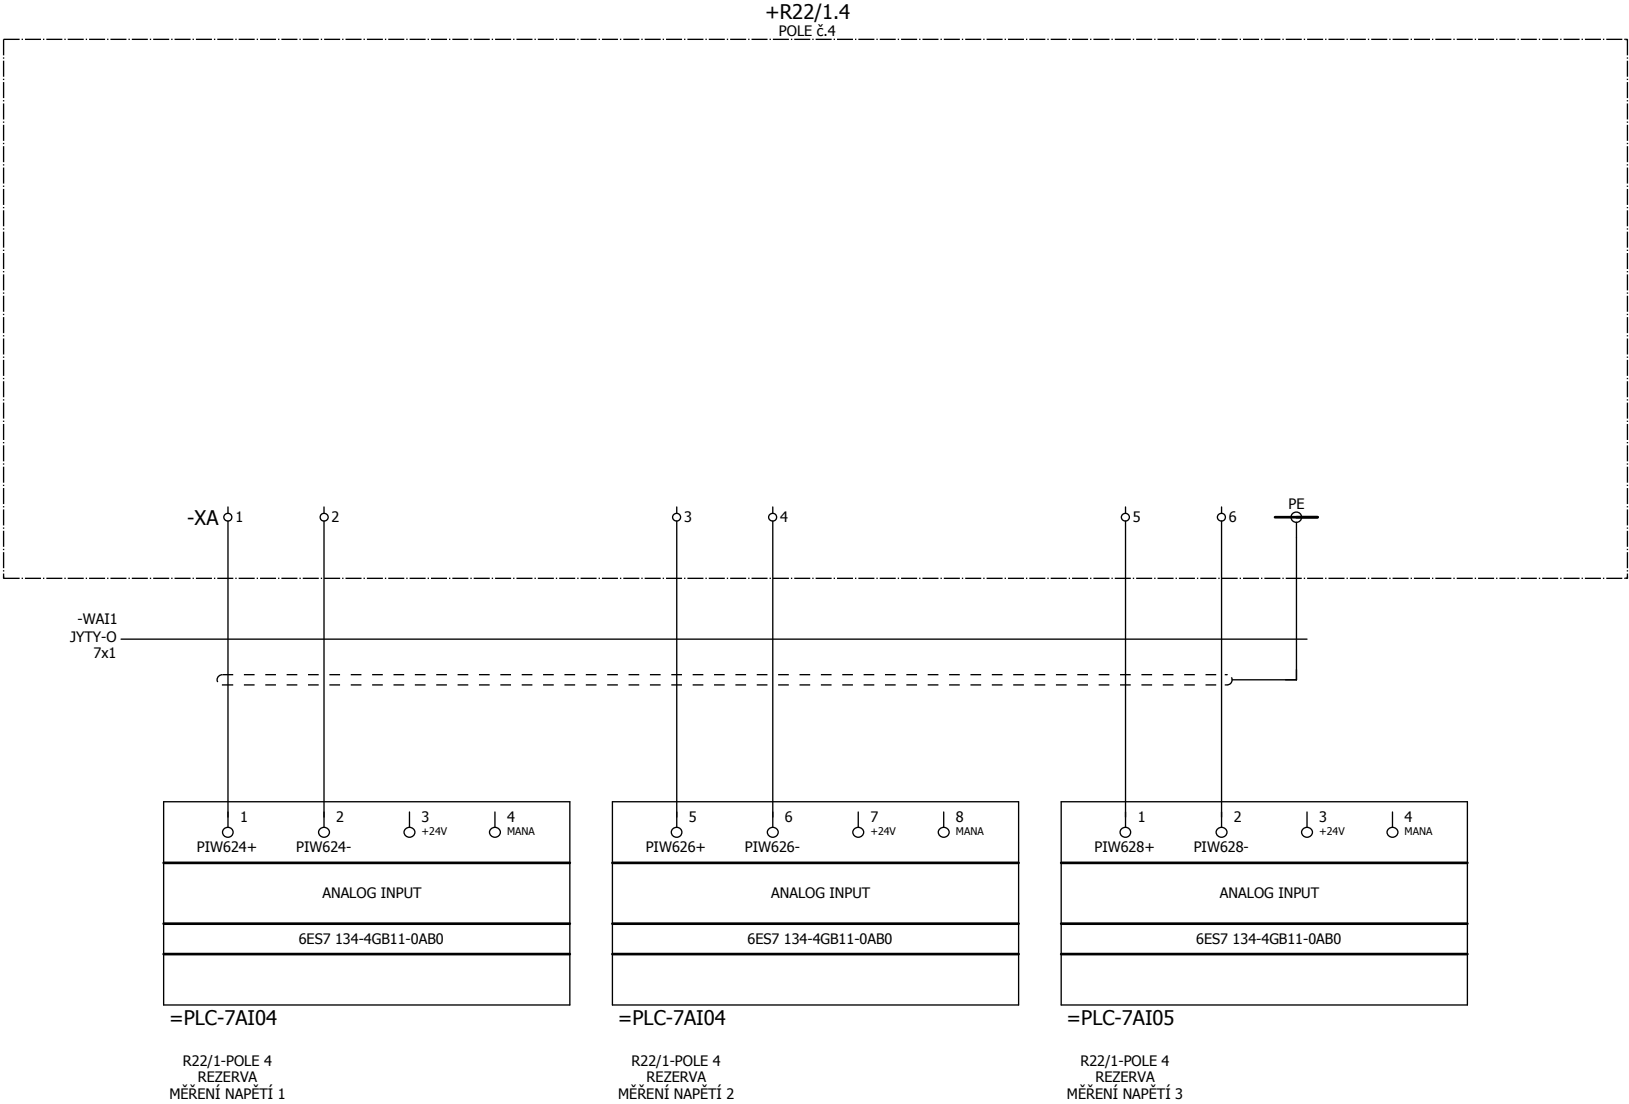 +R22/1.4
POLE č.4
-XA 1 2 3 4 5 6 PE
-WAI1
JYTY-O
7x1
1 2 3 4 5 6 7 8 1 2 3 4
+24V MANA +24V MANA +24V MANA
PIW624+ PIW624- PIW626+ PIW626- PIW628+ PIW628-
ANALOG INPUT ANALOG INPUT ANALOG INPUT
6ES7 134-4GB11-0AB0 6ES7 134-4GB11-0AB0 6ES7 134-4GB11-0AB0
=PLC-7AI04 =PLC-7AI04 =PLC-7AI05
R22/1-POLE 4 R22/1-POLE 4 R22/1-POLE 4
REZERVA REZERVA REZERVA
MĚŘENÍ NAPĚTÍ 1 MĚŘENÍ NAPĚTÍ 2 MĚŘENÍ NAPĚTÍ 3